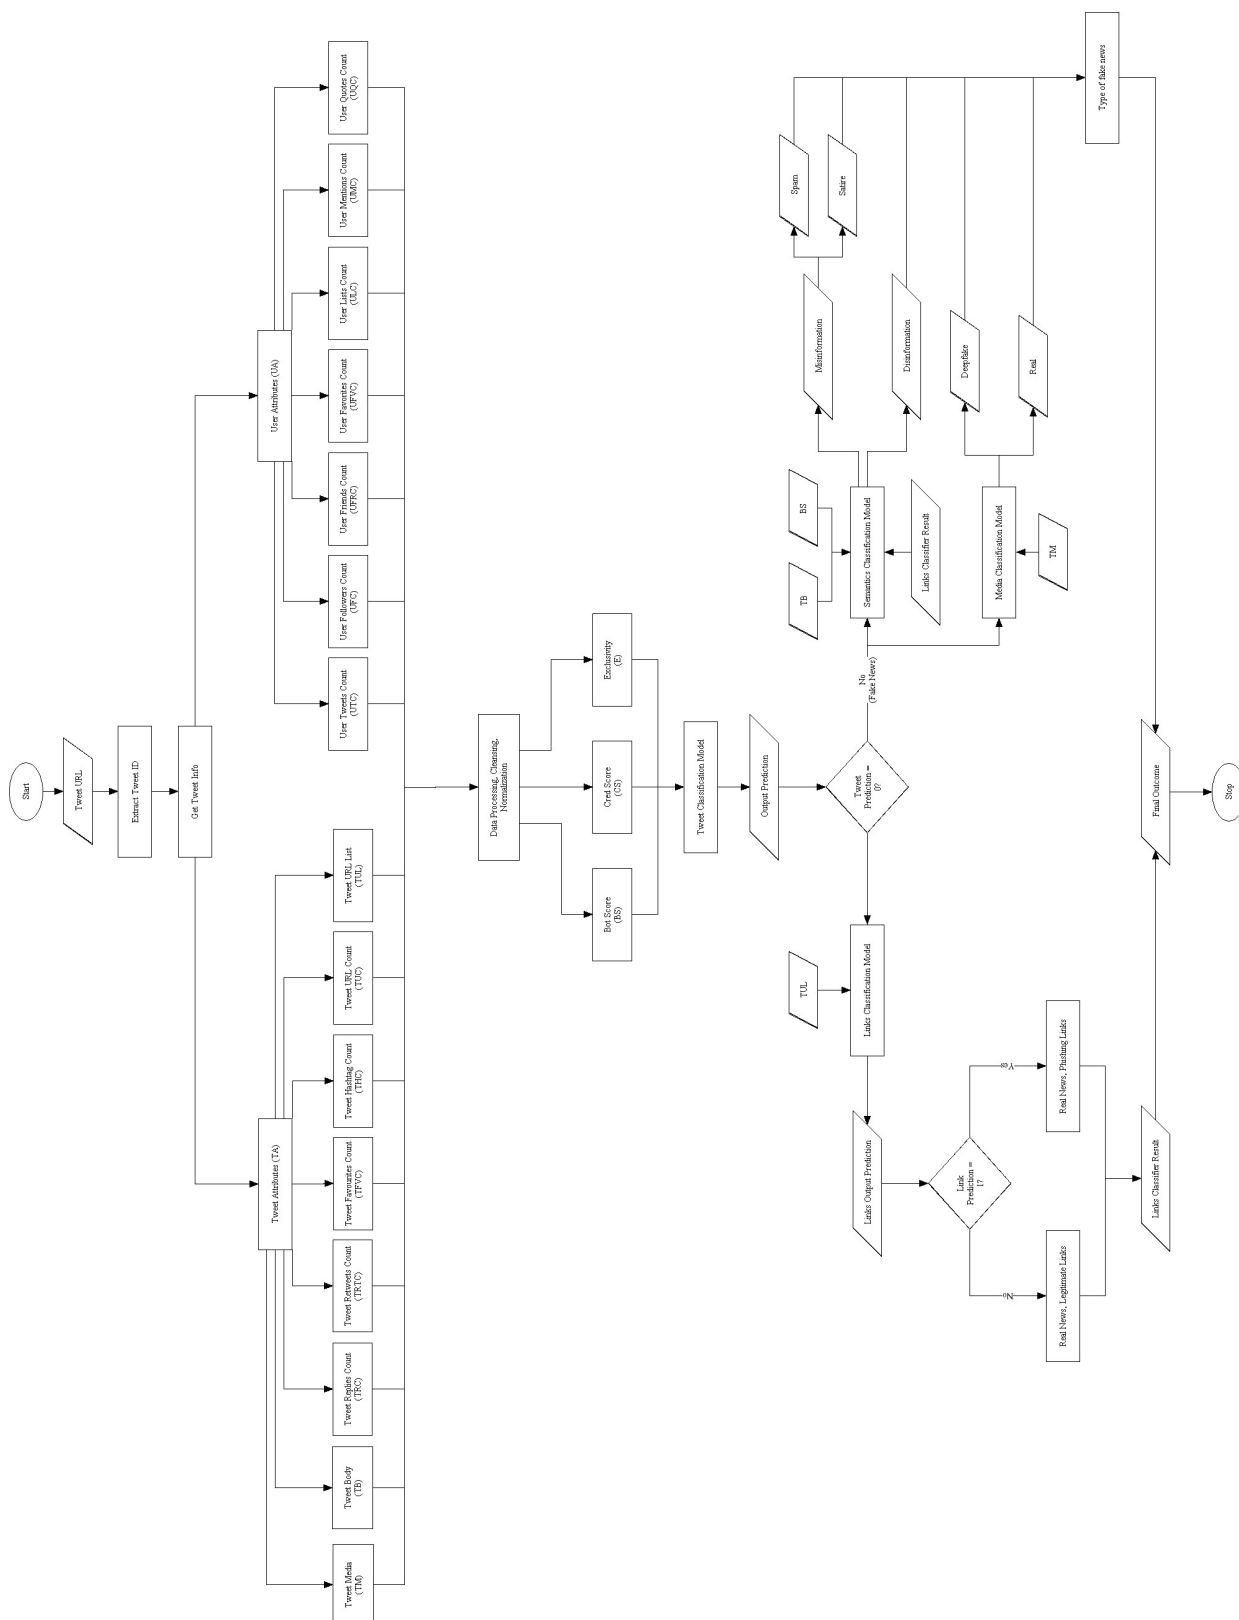 Start
Tweet URL
Extract Tweet ID
Get Tweet Info
Tweet Attributes (TA)
User Attributes (UA)
Tweet Media
(TM)
Tweet Body
(TB)
Tweet Replies Count
(TRC)
Tweet Retweets Count
(TRTC)
Tweet Favourites Count
(TFVC)
Tweet Hashtag Count
(THC)
Tweet URL Count
(TUC)
Tweet URL List
(TUL)
User Tweets Count
(UTC)
User Followers Count
(UFC)
User Friends Count
(UFRC)
User Favorites Count
(UFVC)
User Lists Count
(ULC)
User Mentions Count
(UMC)
User Quotes Count
(UQC)
Data Processing, Cleansing,
Normalization
Bot Score
(BS)
Cred Score
(CS)
Exclusivity
(E)
Tweet Classification Model
Output Prediction
Tweet
Prediction =
0?
No
(Fake News)
TUL
Links Classification Model
Links Output Prediction
Link
Prediction =
1?
No
Yes
Real News, Legitimate Links
Real News, Phishing Links
Links Classifier Result
TB
BS
Semantics Classification Model
Links Classifier Result
Media Classification Model
TM
Misinformation
Spam
Satire
Disinformation
Deepfake
Real
Type of fake news
Final Outcome
Stop